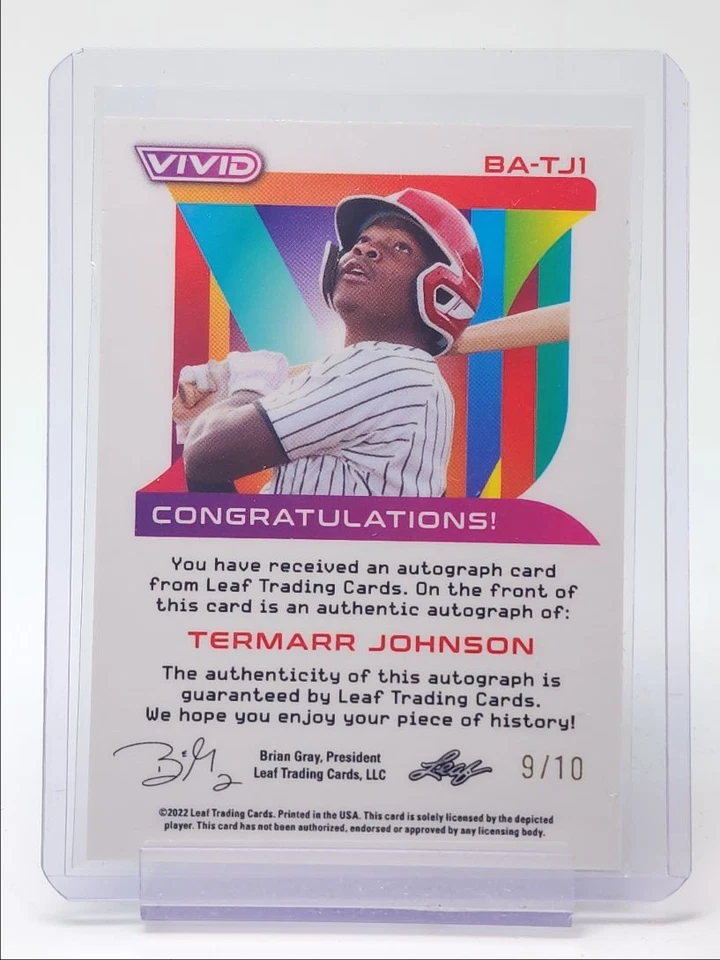 VIVID
BA-TJ1
CONGRATULATIONS!
You have received an autograph card
from Leaf Trading Cards. On the front of
this card is an authentic autograph of:
TERMARR JOHNSON
The authenticity of this autograph is
guaranteed by Leaf Trading Cards.
We hope you enjoy your piece of history!
Brian Gray, President
Leaf Trading Cards, LLC
Leaf
9/10
©2022 Leaf Trading Cards. Printed in the USA. This card is solely licensed by the depicted
player. This card has not been authorized, endorsed or approved by any licensing body.